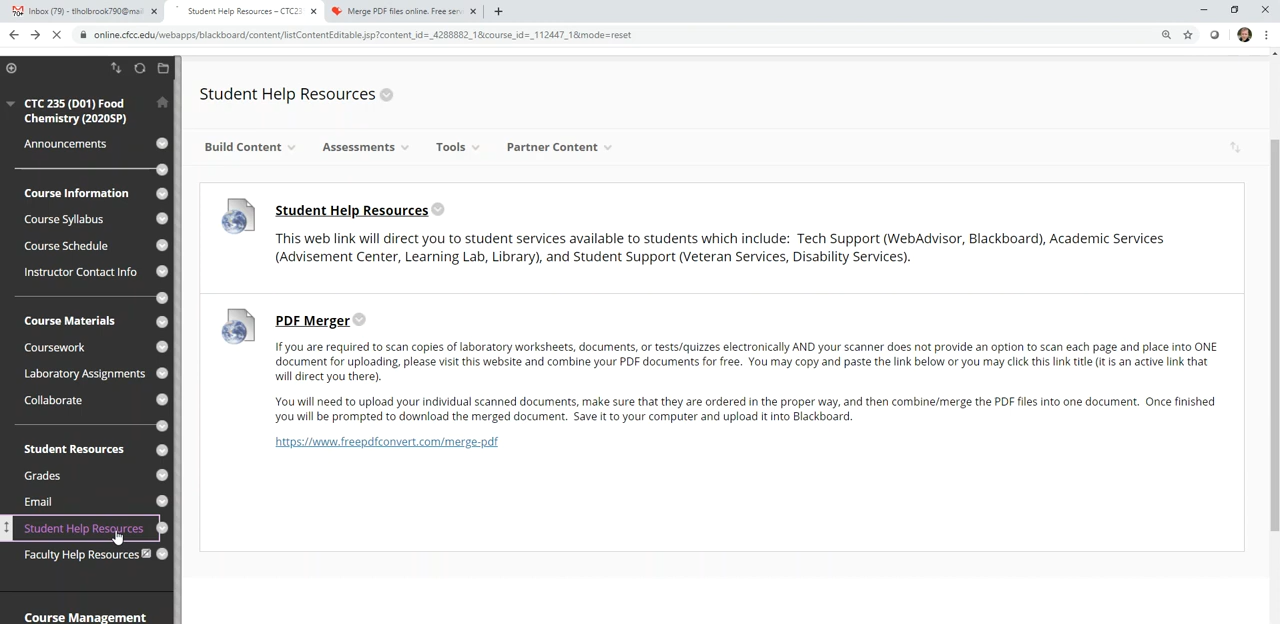 Inbox (79) - tlholbrook790@mai
Student Help Resources – CTC23
Merge PDF files online. Free serv
online.cfcc.edu/webapps/blackboard/content/listContentEditable.jsp?content_id=_4288882_1&course_id=_112447_1&mode=reset
CTC 235 (D01) Food
Chemistry (2020SP)
Announcements
Course Information
Course Syllabus
Course Schedule
Instructor Contact Info
Course Materials
Coursework
Laboratory Assignments
Collaborate
Student Resources
Grades
Email
Student Help Resources
Faculty Help Resources
Course Management
Student Help Resources
Build Content
Assessments
Tools
Partner Content
Student Help Resources
This web link will direct you to student services available to students which include:  Tech Support (WebAdvisor, Blackboard), Academic Services
(Advisement Center, Learning Lab, Library), and Student Support (Veteran Services, Disability Services).
PDF Merger
If you are required to scan copies of laboratory worksheets, documents, or tests/quizzes electronically AND your scanner does not provide an option to scan each page and place into ONE
document for uploading, please visit this website and combine your PDF documents for free.  You may copy and paste the link below or you may click this link title (it is an active link that
will direct you there).
You will need to upload your individual scanned documents, make sure that they are ordered in the proper way, and then combine/merge the PDF files into one document.  Once finished
you will be prompted to download the merged document.  Save it to your computer and upload it into Blackboard.
https://www.freepdfconvert.com/merge-pdf